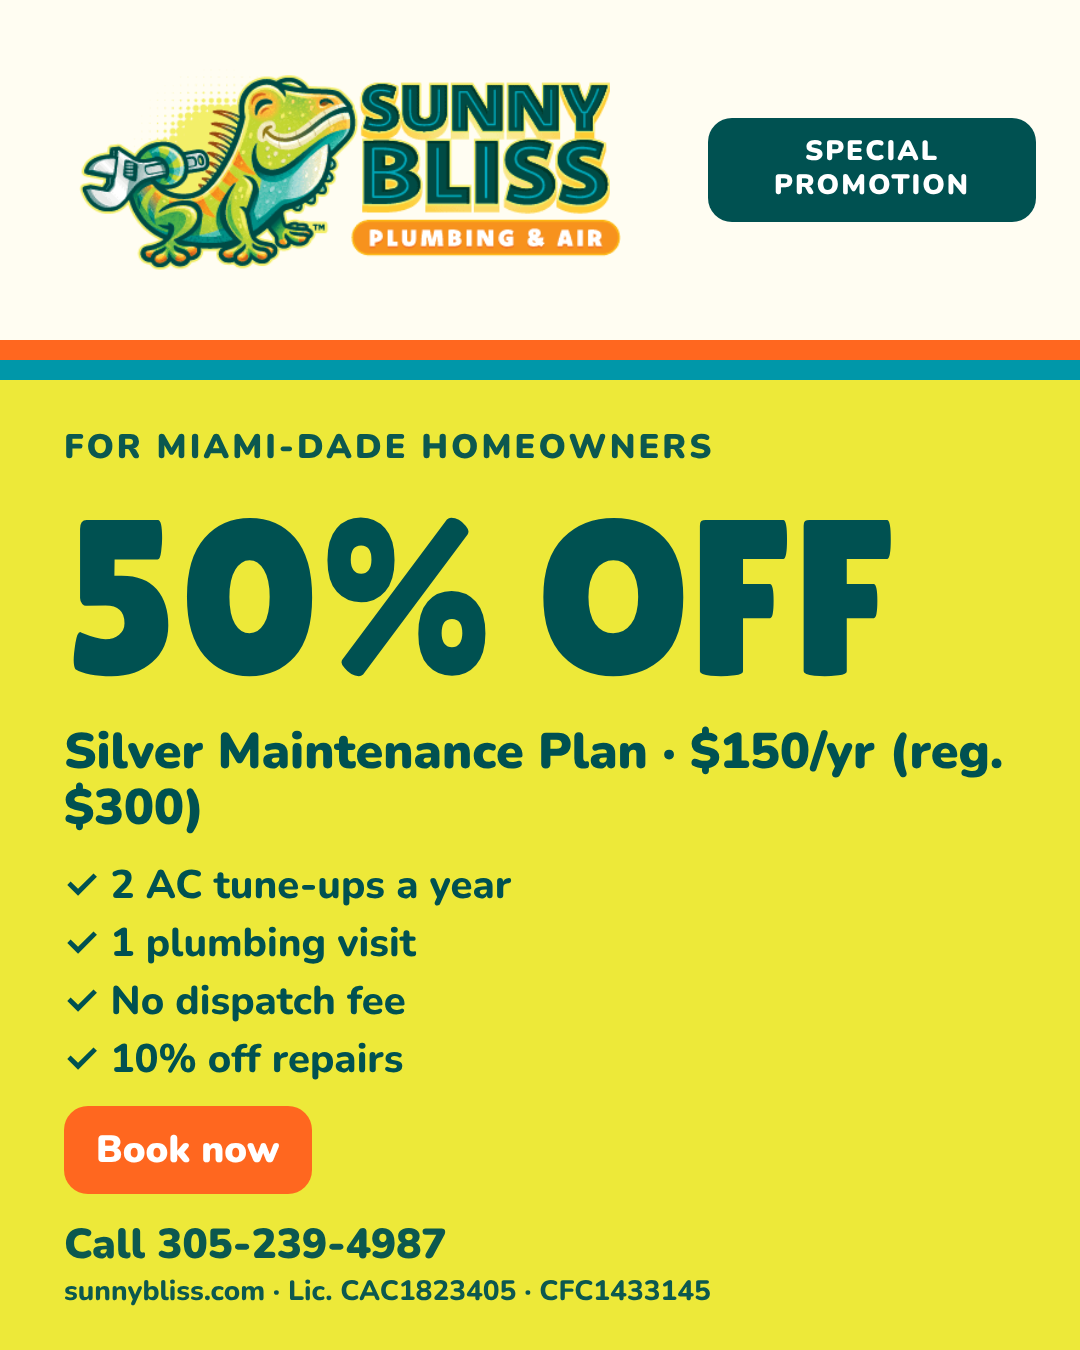 SUNNY
BLISS
PLUMBING & AIR
TM
SPECIAL
PROMOTION
FOR MIAMI-DADE HOMEOWNERS
50% OFF
Silver Maintenance Plan · $150/yr (reg.
$300)
✓ 2 AC tune-ups a year
✓ 1 plumbing visit
✓ No dispatch fee
✓ 10% off repairs
Book now
Call 305-239-4987
sunnybliss.com · Lic. CAC1823405 · CFC1433145